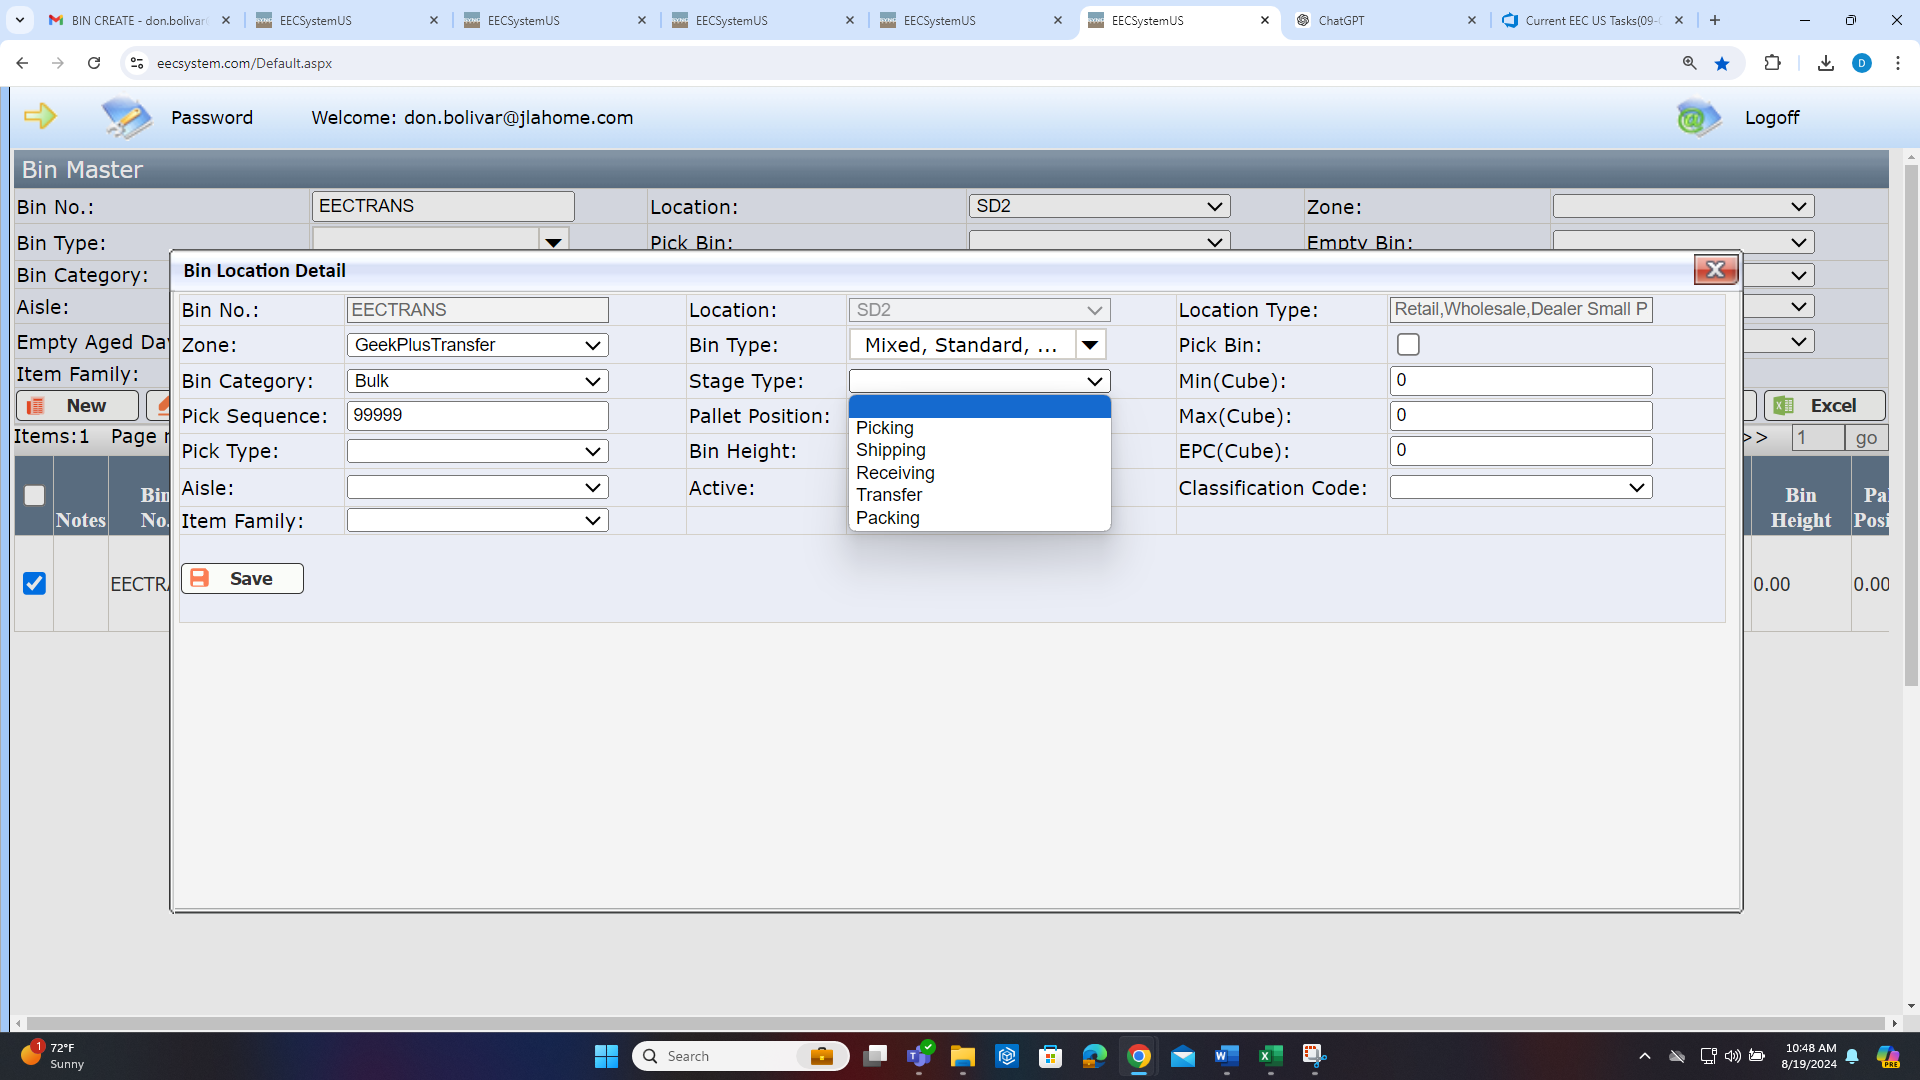 BIN CREATE - don.bolivar
EECSystemUS
EECSystemUS
EECSystemUS
EECSystemUS
EECSystemUS
ChatGPT
Current EEC US Tasks(09-
eecsystem.com/Default.aspx
D
Password
Welcome: don.bolivar@jlahome.com
Logoff
Bin Master
Bin No.: EECTRANS Location: SD2 Zone:
Bin Type: Pick Bin: Empty Bin:
Bin Category:
Aisle:
Empty Aged Da
Item Family:
New
Excel
Items:1 Page
>> 1 go
Notes
Bin
No.
Bin
Height
Pal
Posi
EECTRA
0.00 0.00
Bin Location Detail
Bin No.: EECTRANS Location: SD2 Location Type: Retail,Wholesale,Dealer Small P
Zone: GeekPlusTransfer Bin Type: Mixed, Standard, ... Pick Bin:
Bin Category: Bulk Stage Type: Min(Cube): 0
Pick Sequence: 99999 Pallet Position: Max(Cube): 0
Pick Type: Bin Height: EPC(Cube): 0
Aisle: Active: Classification Code:
Item Family:
Picking
Shipping
Receiving
Transfer
Packing
Save
1
72°F
Sunny
Search
10:48 AM
8/19/2024
PRE